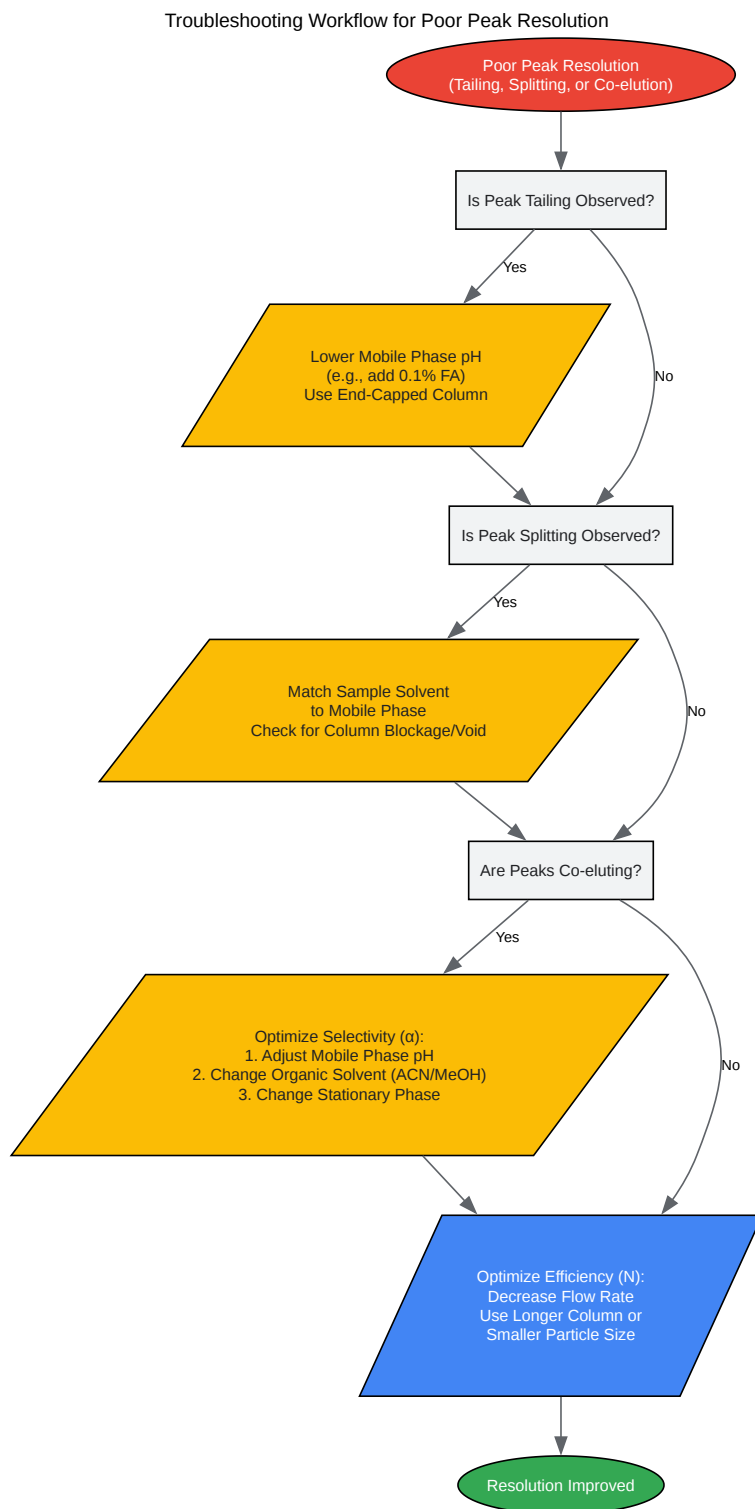 Troubleshooting Workflow for Poor Peak Resolution
Poor Peak Resolution
(Tailing, Splitting, or Co-elution)
Is Peak Tailing Observed?
Yes
No
Lower Mobile Phase pH
(e.g., add 0.1% FA)
Use End-Capped Column
Is Peak Splitting Observed?
Yes
No
Match Sample Solvent
to Mobile Phase
Check for Column Blockage/Void
Are Peaks Co-eluting?
Yes
No
Optimize Selectivity (α):
1. Adjust Mobile Phase pH
2. Change Organic Solvent (ACN/MeOH)
3. Change Stationary Phase
Optimize Efficiency (N):
Decrease Flow Rate
Use Longer Column or
Smaller Particle Size
Resolution Improved